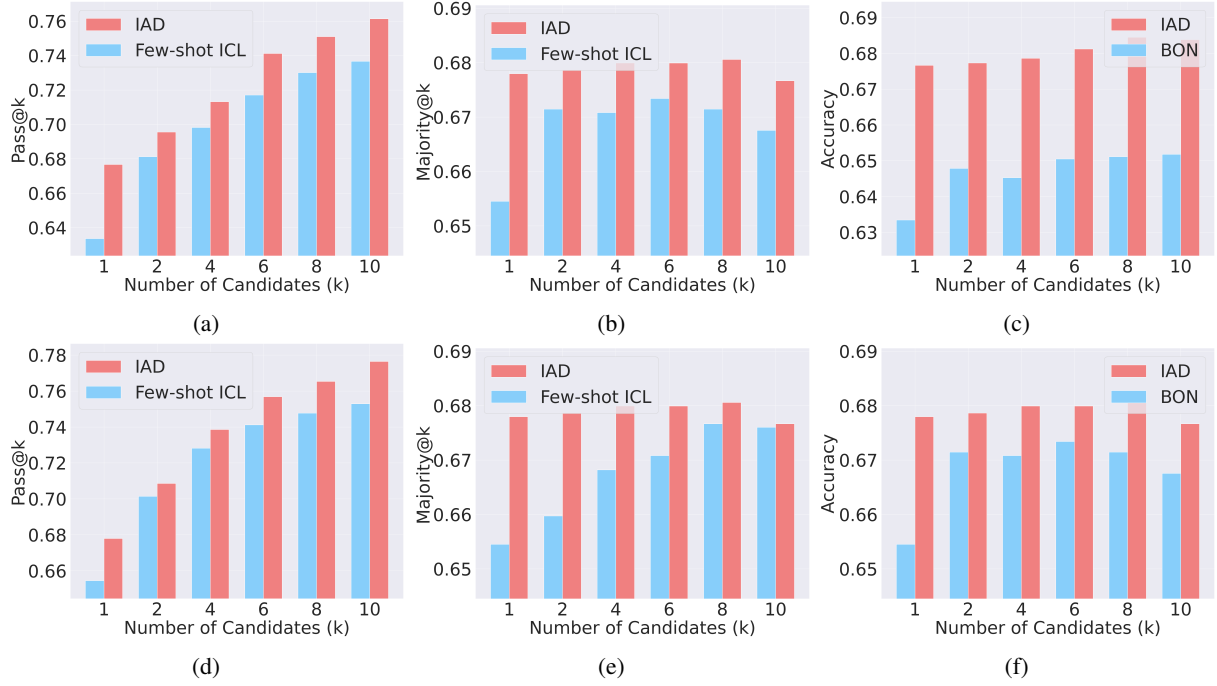 0.76
0.74
0.72
0.70
0.68
0.66
0.64
Pass@k
IAD
Few-shot ICL
1 2 4 6 8 10
Number of Candidates (k)
(a)
0.69
0.68
0.67
0.66
0.65
Majority@k
IAD
Few-shot ICL
1 2 4 6 8 10
Number of Candidates (k)
(b)
0.69
0.68
0.67
0.66
0.65
0.64
0.63
Accuracy
IAD
BON
1 2 4 6 8 10
Number of Candidates (k)
(c)
0.78
0.76
0.74
0.72
0.70
0.68
0.66
Pass@k
IAD
Few-shot ICL
1 2 4 6 8 10
Number of Candidates (k)
(d)
0.69
0.68
0.67
0.66
0.65
Majority@k
IAD
Few-shot ICL
1 2 4 6 8 10
Number of Candidates (k)
(e)
0.69
0.68
0.67
0.66
0.65
Accuracy
IAD
BON
1 2 4 6 8 10
Number of Candidates (k)
(f)